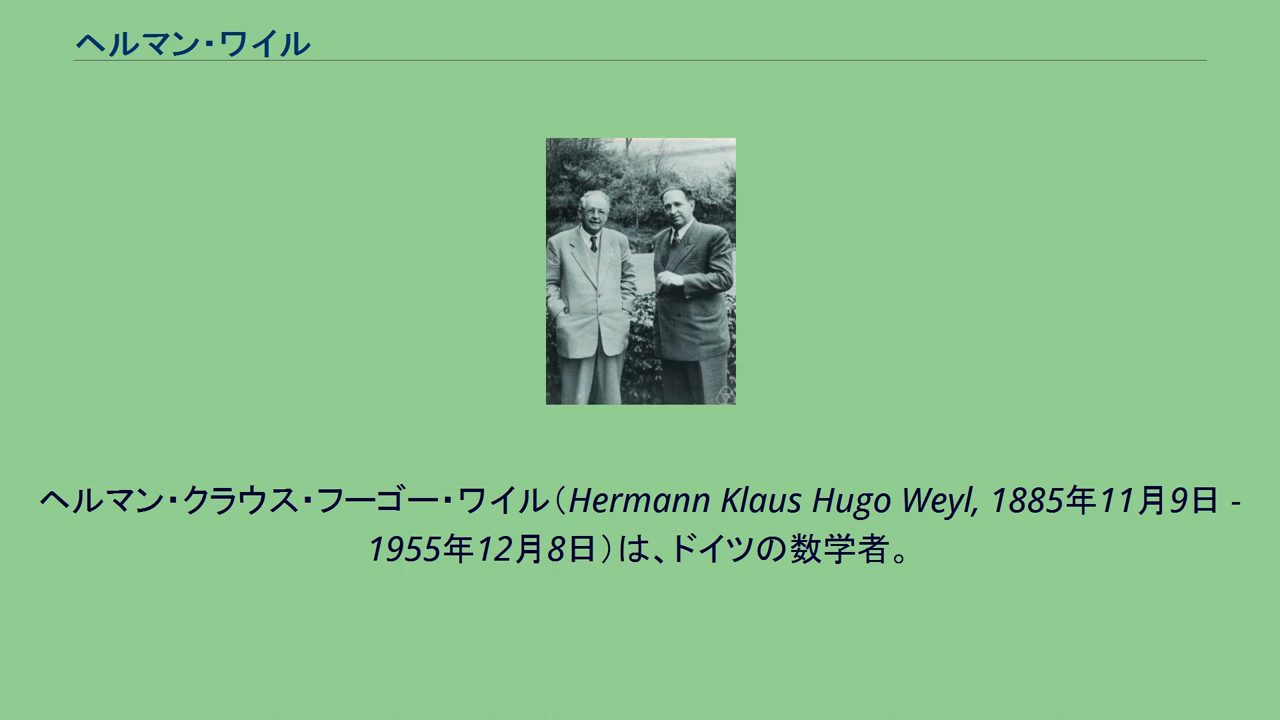 ヘルマン・ワイル
ヘルマン・クラウス・フーゴー・ワイル（Hermann Klaus Hugo Weyl, 1885年11月9日 -
1955年12月8日）は、ドイツの数学者。